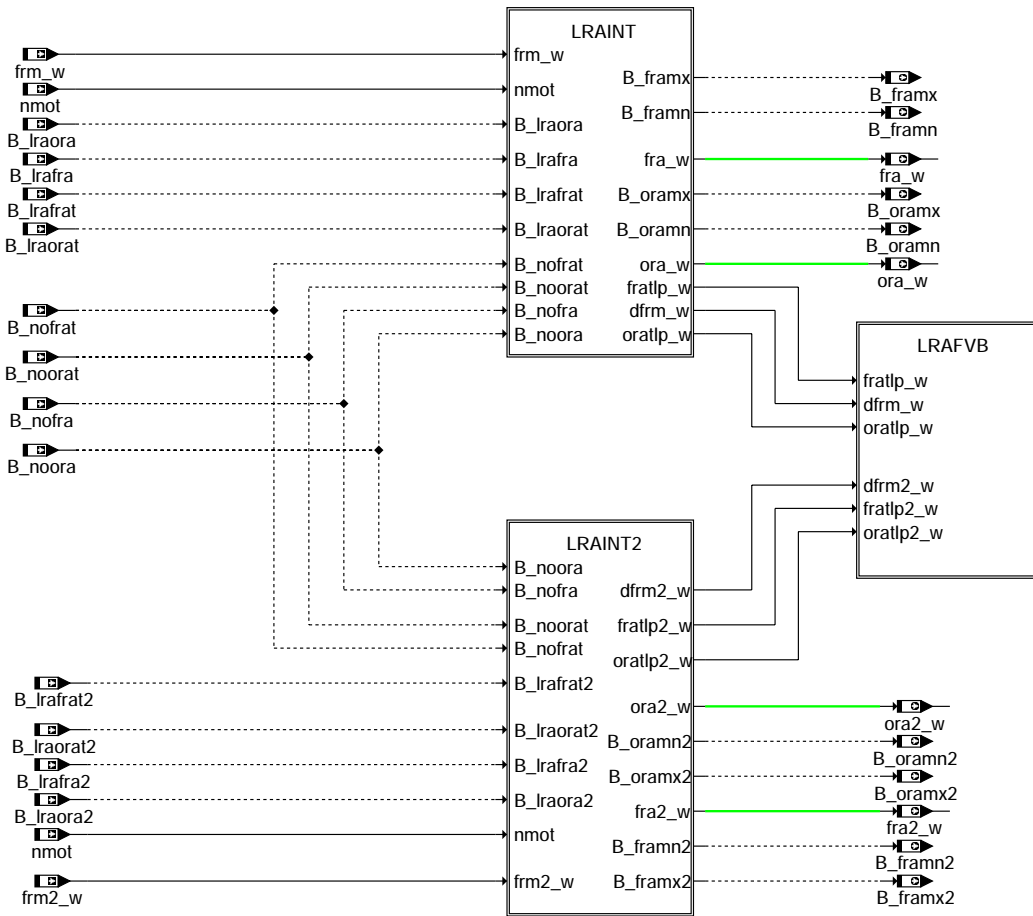 LRAINT
frm_w
nmot
B_lraora
B_lrafra
B_lrafrat
B_lraorat
B_nofrat
B_noorat
B_nofra
B_noora
frm_w
nmot
B_lraora
B_lrafra
B_lrafrat
B_lraorat
B_nofrat
B_noorat
B_nofra
B_noora
B_framx
B_framn
fra_w
B_oramx
B_oramn
ora_w
fratlp_w
dfrm_w
oratlp_w
B_framx
B_framn
fra_w
B_oramx
B_oramn
ora_w
LRAFVB
fratlp_w
dfrm_w
oratlp_w
dfrm2_w
fratlp2_w
oratlp2_w
LRAINT2
B_noora
B_nofra
B_noorat
B_nofrat
B_lrafrat2
B_lraorat2
B_lrafra2
B_lraora2
nmot
frm2_w
B_lrafrat2
B_lraorat2
B_lrafra2
B_lraora2
nmot
frm2_w
dfrm2_w
fratlp2_w
oratlp2_w
ora2_w
B_oramn2
B_oramx2
fra2_w
B_framn2
B_framx2
ora2_w
B_oramn2
B_oramx2
fra2_w
B_framn2
B_framx2